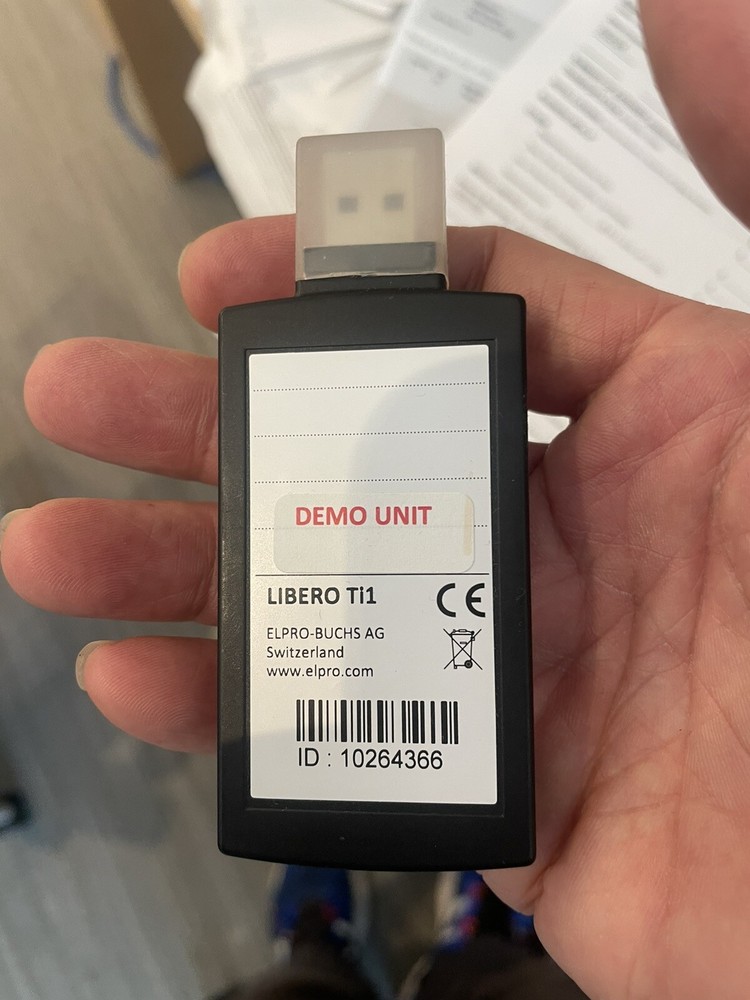 DEMO UNIT
LIBERO Ti1
CE
ELPRO-BUCHS AG
Switzerland
www.elpro.com
ID : 10264366